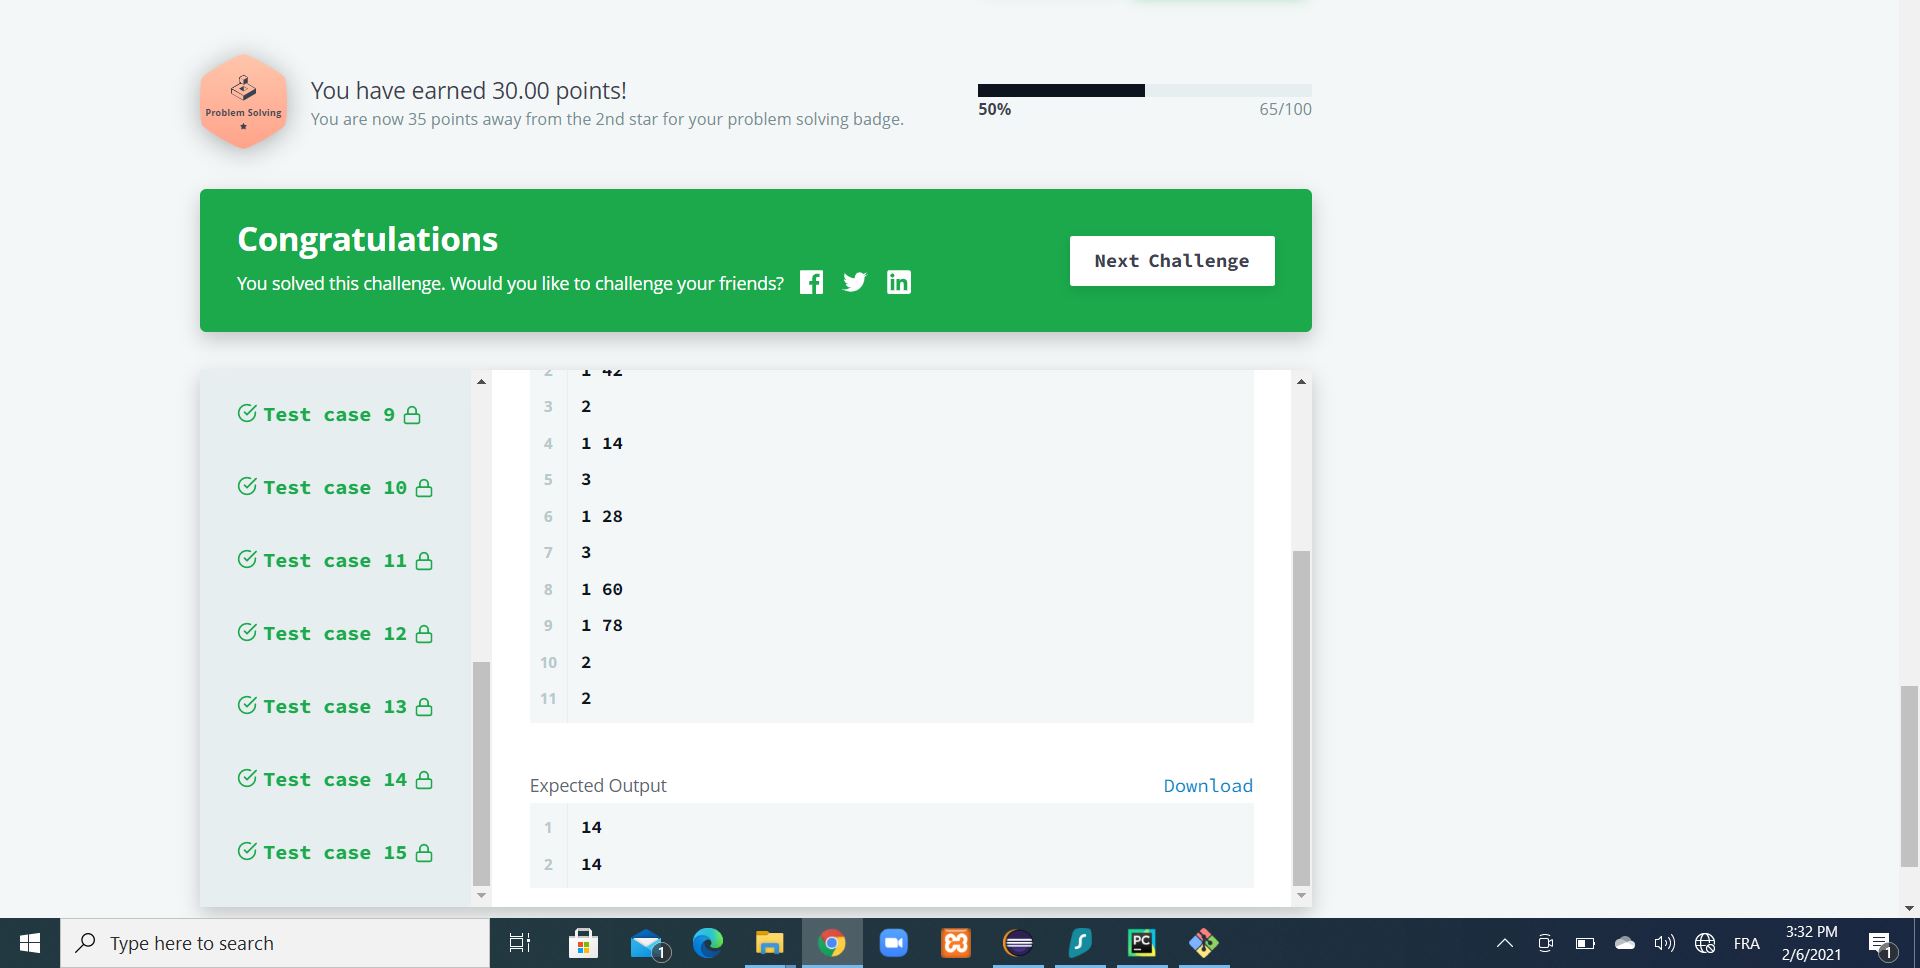 Problem Solving
You have earned 30.00 points!
You are now 35 points away from the 2nd star for your problem solving badge.
50%
65/100
Congratulations
You solved this challenge. Would you like to challenge your friends?
Next Challenge
Test case 9
Test case 10
Test case 11
Test case 12
Test case 13
Test case 14
Test case 15
2 1 42
3 2
4 1 14
5 3
6 1 28
7 3
8 1 60
9 1 78
10 2
11 2
Expected Output
Download
1 14
2 14
Type here to search
1
PC
FRA
3:32 PM
2/6/2021
1